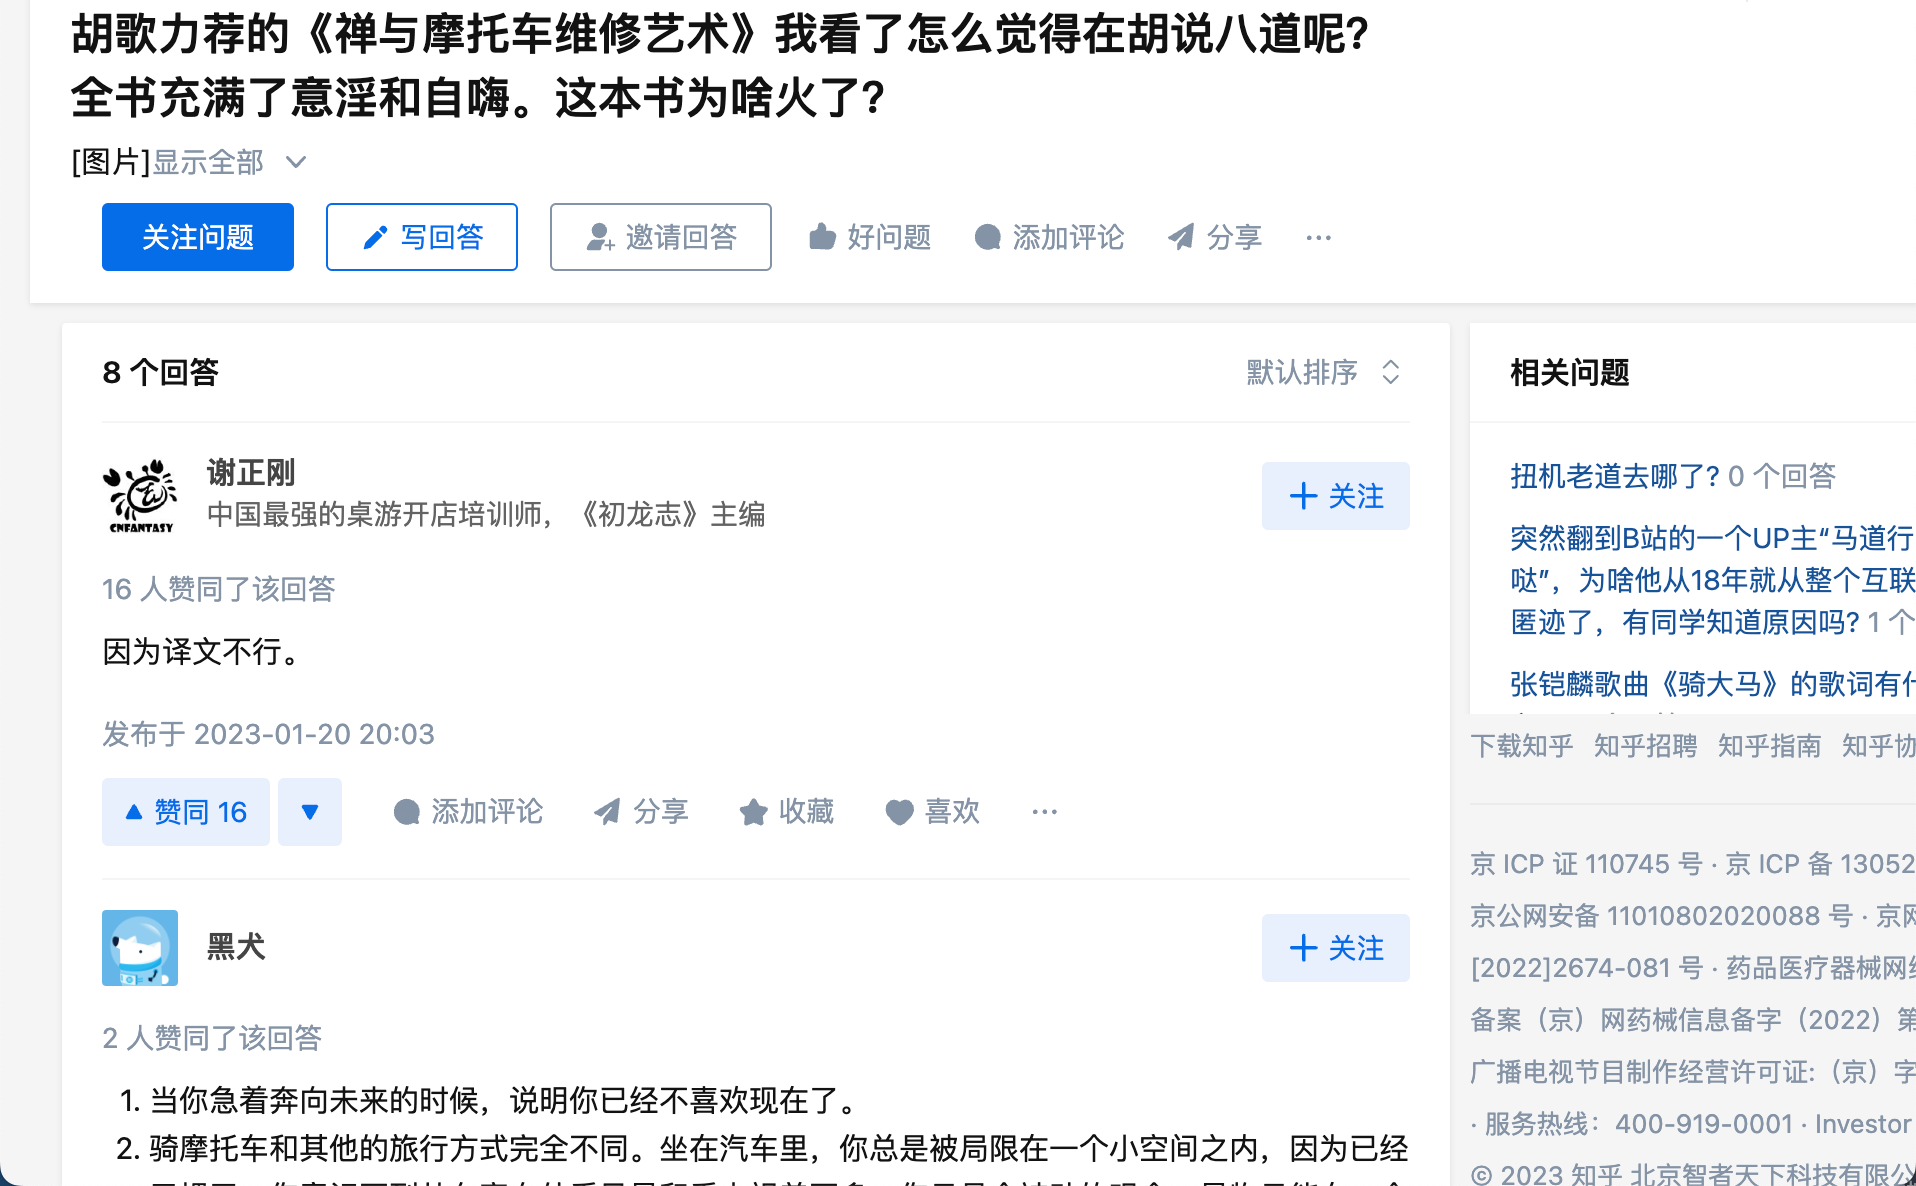 胡歌力荐的《禅与摩托车维修艺术》我看了怎么觉得在胡说八道呢?
全书充满了意淫和自嗨。这本书为啥火了?
[图片]显示全部
关注问题
写回答
邀请回答
好问题
添加评论
分享
8 个回答
默认排序
谢正刚
中国最强的桌游开店培训师，《初龙志》主编
CNFANTASY
关注
16 人赞同了该回答
因为译文不行。
发布于 2023-01-20 20:03
赞同 16
添加评论
分享
收藏
喜欢
黑犬
关注
2 人赞同了该回答
1. 当你急着奔向未来的时候，说明你已经不喜欢现在了。
2. 骑摩托车和其他的旅行方式完全不同。坐在汽车里，你总是被局限在一个小空间之内，因为已经
相关问题
扭机老道去哪了? 0 个回答
突然翻到B站的一个UP主“马道行
哒”，为啥他从18年就从整个互联
匿迹了，有同学知道原因吗? 1 个
张铠麟歌曲《骑大马》的歌词有什
下载知乎 知乎招聘 知乎指南 知乎协
京 ICP 证 110745 号 · 京 ICP 备 13052
京公网安备 11010802020088 号 · 京网
[2022]2674-081 号 · 药品医疗器械网络
备案（京）网药械信息备字（2022）第
广播电视节目制作经营许可证:（京）字
· 服务热线：400-919-0001 · Investor
© 2023 知乎 北京智者天下科技有限公